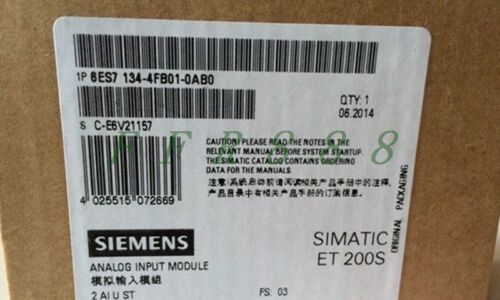 1P 6ES7 134-4FB01-0AB0
QTY: 1
06.2014
S C-E6V21157
CAUTION! PLEASE READ THE NOTES IN THE
RELEVANT MANUAL BEFORE SYSTEM STARTUP.
THE SIMATIC CATALOG CONTAINS ORDERING
DATA FOR THE MANUALS.
注意!系统启动前请阅读相关产品手册中的注释,
产品目录中有相关产品手册的订购信息.
4 025515 072669
ORIGINAL PACKAGING
SIEMENS
SIMATIC
ET 200S
ANALOG INPUT MODULE
模拟输入模组
2 AI U ST
FS: 03